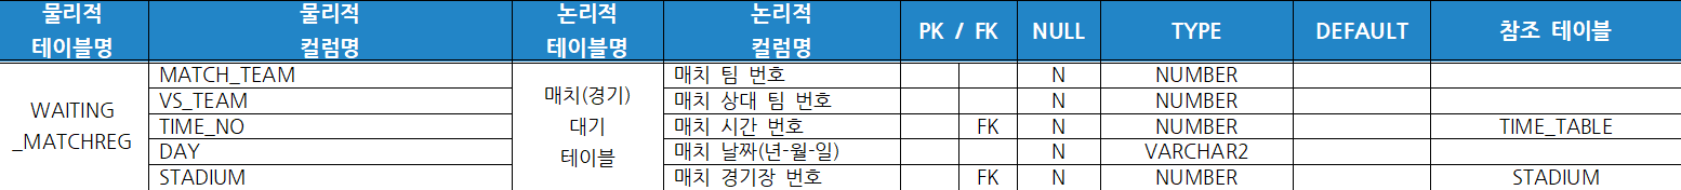 물리적 테이블명 물리적 컬럼명 논리적 테이블명 논리적 컬럼명 PK / FK NULL TYPE DEFAULT 참조 테이블
WAITING _MATCHREG 매치(경기) 대기 테이블
MATCH_TEAM 매치 팀 번호 N NUMBER
VS_TEAM 매치 상대 팀 번호 N NUMBER
TIME_NO 매치 시간 번호 FK N NUMBER TIME_TABLE
DAY 매치 날짜(년-월-일) N VARCHAR2
STADIUM 매치 경기장 번호 FK N NUMBER STADIUM